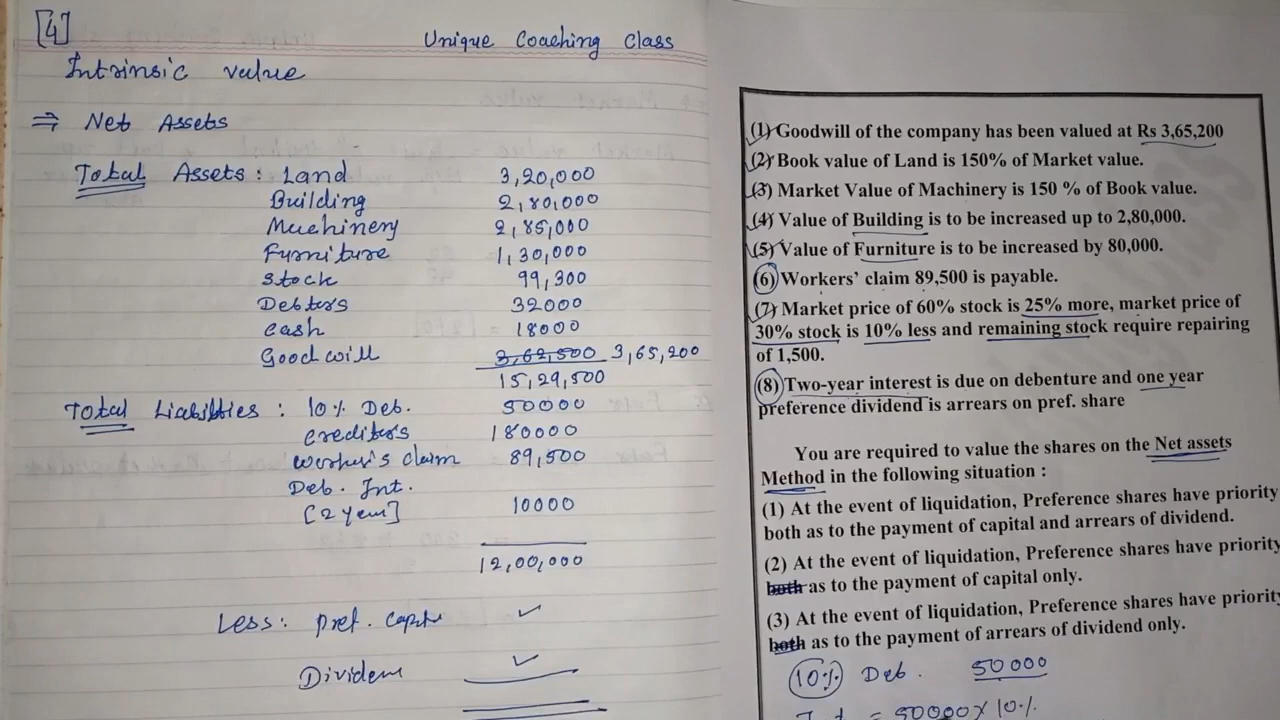 [4] Unique Coaching Class
Intrinsic value
⇒ Net Assets
Total Assets : Land 3,20,000
Building 2,80,000
Machinery 2,85,000
Furniture 1,30,000
Stock 99,300
Debtors 32000
Cash 18000
Goodwill 3,62,500 3,65,200
15,29,500
Total Liabilties : 10% Deb. 50000
Creditors 180000
Worker's claim 89,500
Deb. Int.
[2 year] 10000
12,00,000
Less : Pref. Capt ✓
Dividend ✓
(1) Goodwill of the company has been valued at Rs 3,65,200
(2) Book value of Land is 150% of Market value.
(3) Market Value of Machinery is 150 % of Book value.
(4) Value of Building is to be increased up to 2,80,000.
(5) Value of Furniture is to be increased by 80,000.
(6) Workers' claim 89,500 is payable.
(7) Market price of 60% stock is 25% more, market price of
30% stock is 10% less and remaining stock require repairing
of 1,500.
(8) Two-year interest is due on debenture and one year
preference dividend is arrears on pref. share
You are required to value the shares on the Net assets
Method in the following situation :
(1) At the event of liquidation, Preference shares have priority
both as to the payment of capital and arrears of dividend.
(2) At the event of liquidation, Preference shares have priority
both as to the payment of capital only.
(3) At the event of liquidation, Preference shares have priority
both as to the payment of arrears of dividend only.
10% Deb. 50000
Int = 50000 X 10%